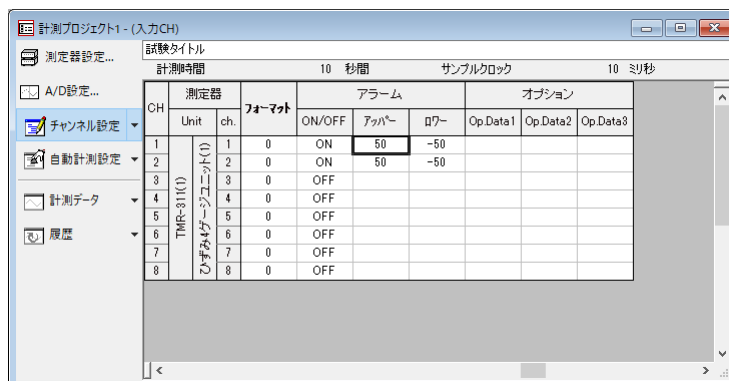 計測プロジェクト1 - (入力CH)
測定器設定...
A/D設定...
チャンネル設定
自動計測設定
計測データ
履歴
試験タイトル
計測時間 10 秒間 サンプルクロック 10 ミリ秒
CH 測定器 フォーマット アラーム オプション
Unit ch. ON/OFF アッパー ロワー Op.Data1 Op.Data2 Op.Data3
TMR-311(1)
ひずみ4ゲージユニット(1)
1 1 0 ON 50 -50
2 2 0 ON 50 -50
3 3 0 OFF
4 4 0 OFF
5 5 0 OFF
6 6 0 OFF
7 7 0 OFF
8 8 0 OFF